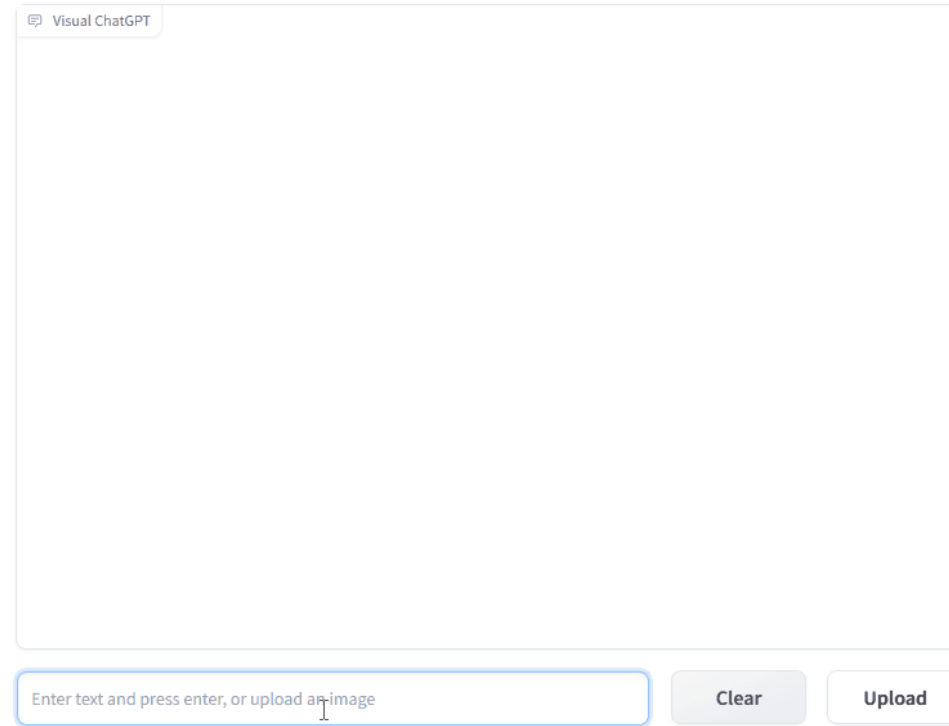 Visual ChatGPT
Enter text and press enter, or upload an image
Clear
Upload